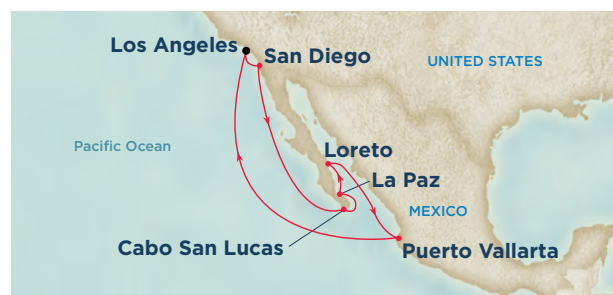 Los Angeles
San Diego
UNITED STATES
Pacific Ocean
Loreto
La Paz
MEXICO
Cabo San Lucas
Puerto Vallarta